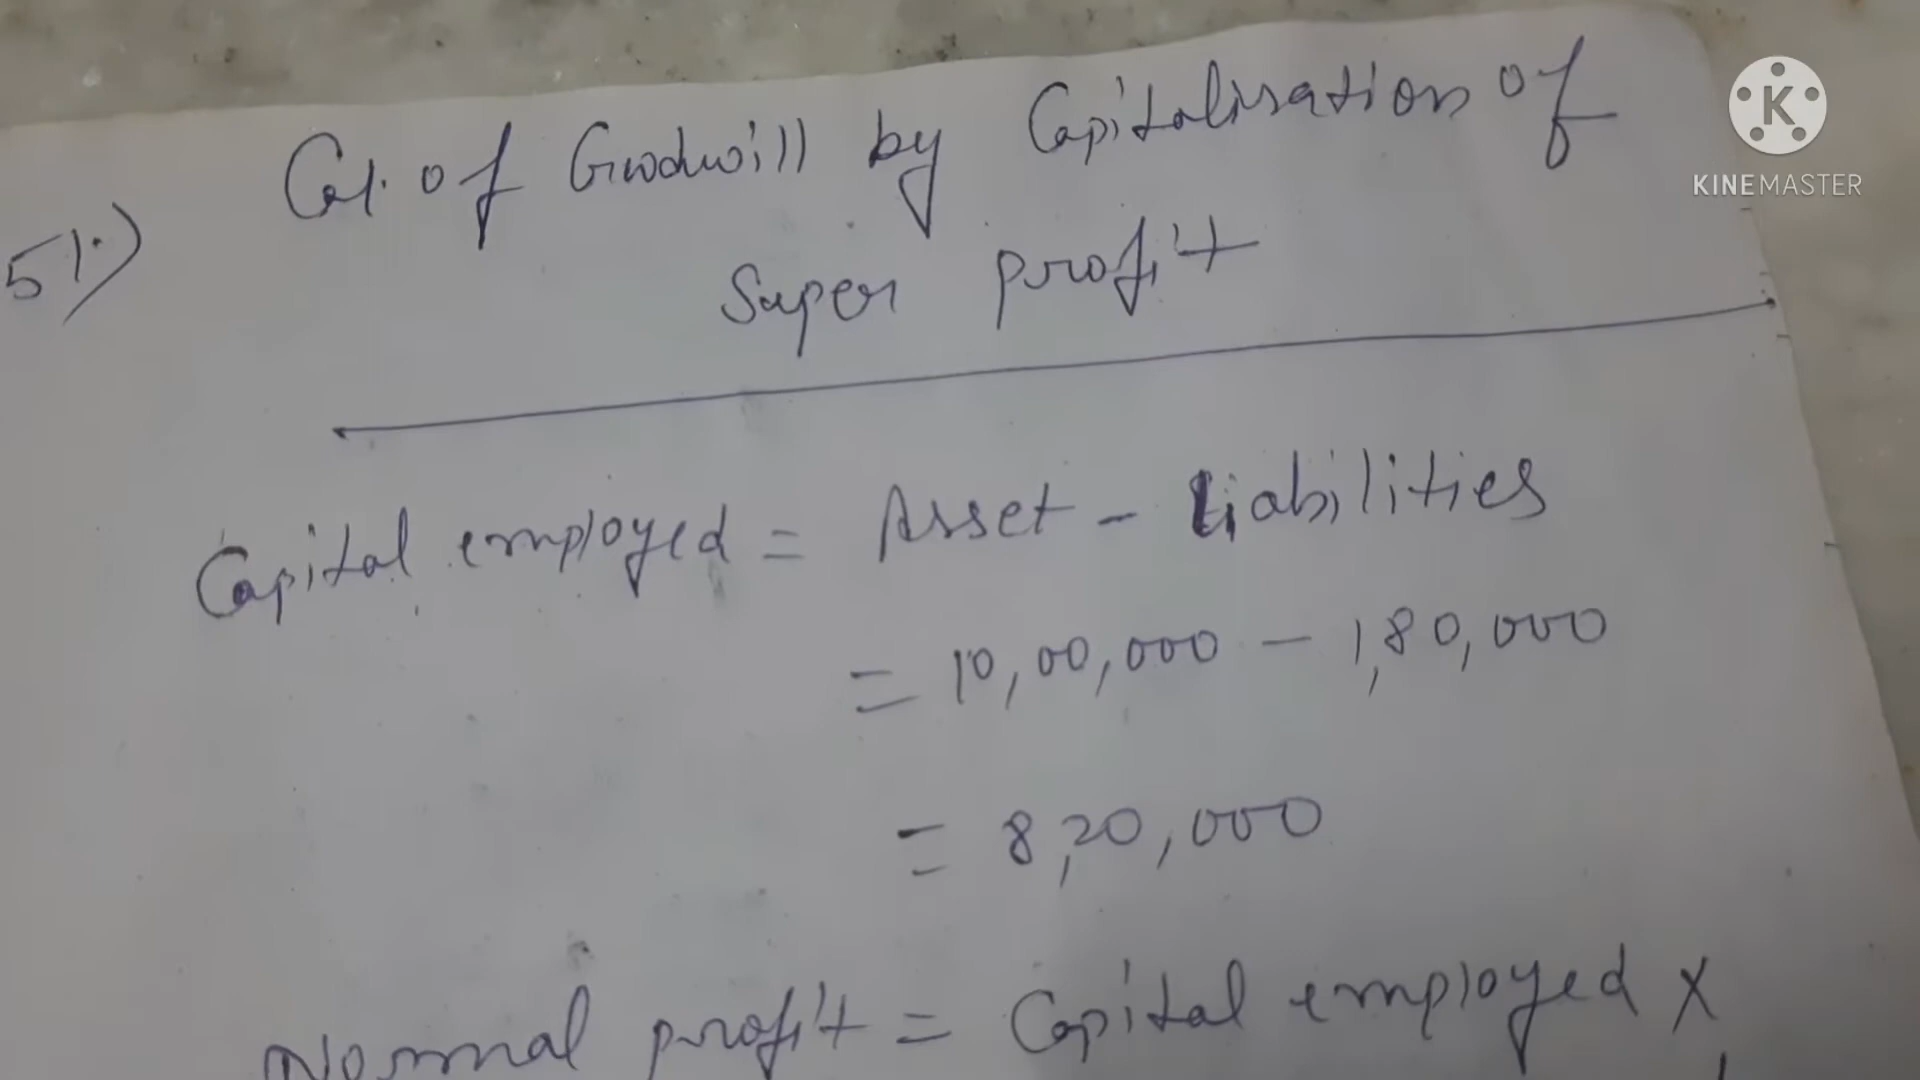 51.)
Cal. of Goodwill by Capitalisation of
Super profit
Capital employed = Asset - Liabilities
= 10,00,000 - 1,80,000
= 8,20,000
Normal profit = Capital employed X
K
KINEMASTER